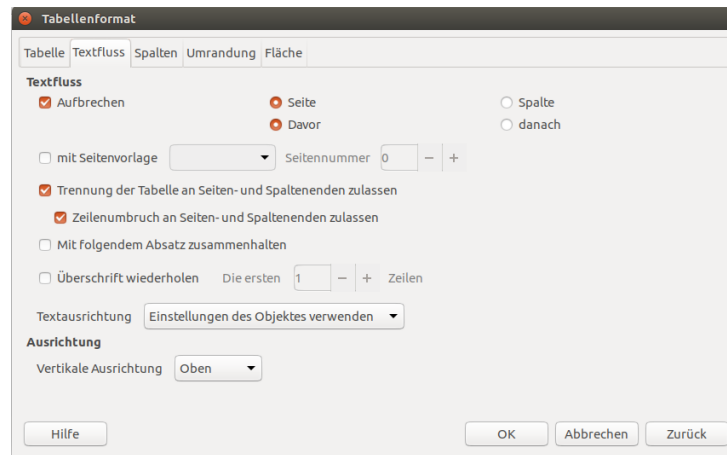 Tabellenformat
Tabelle Textfluss Spalten Umrandung Fläche
Textfluss
Aufbrechen Seite Spalte
Davor danach
mit Seitenvorlage Seitennummer 0 − +
Trennung der Tabelle an Seiten- und Spaltenenden zulassen
Zeilenumbruch an Seiten- und Spaltenenden zulassen
Mit folgendem Absatz zusammenhalten
Überschrift wiederholen Die ersten 1 − + Zeilen
Textausrichtung Einstellungen des Objektes verwenden
Ausrichtung
Vertikale Ausrichtung Oben
Hilfe OK Abbrechen Zurück